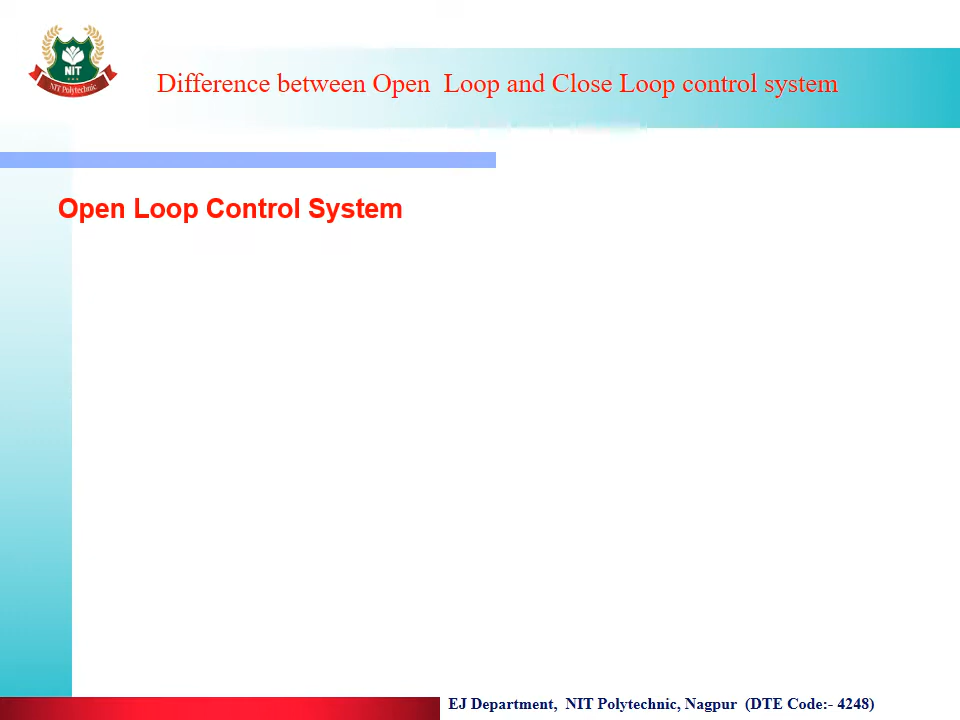 NIT
NIT Polytechnic
Difference between Open  Loop and Close Loop control system
Open Loop Control System
EJ Department,  NIT Polytechnic, Nagpur  (DTE Code:- 4248)